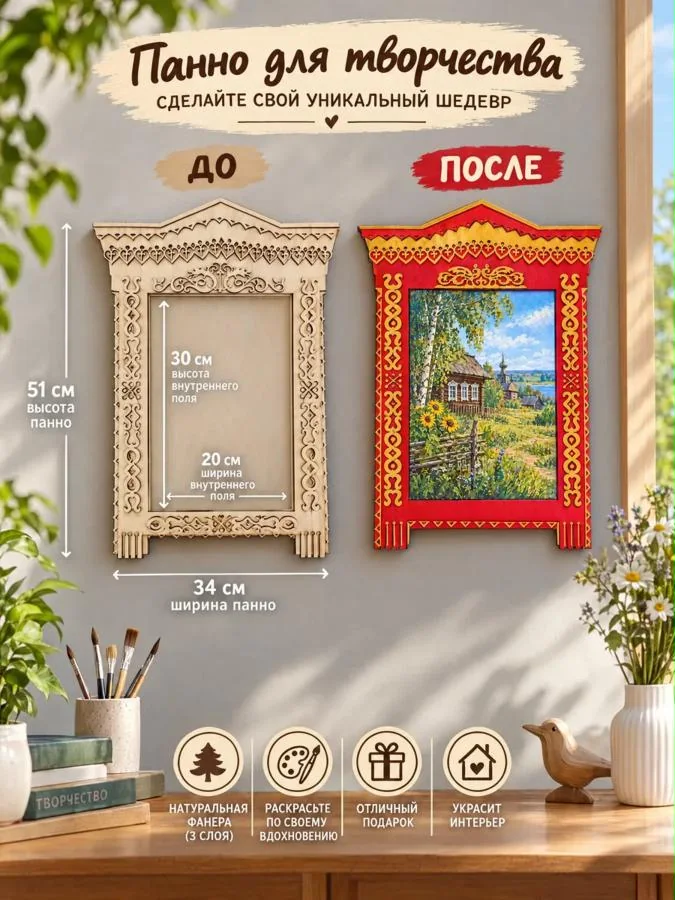 Панно для творчества
СДЕЛАЙТЕ СВОЙ УНИКАЛЬНЫЙ ШЕДЕВР
ДО
ПОСЛЕ
51 см
высота
панно
30 см
высота
внутреннего
поля
20 см
ширина
внутреннего
поля
34 см
ширина панно
ТВОРЧЕСТВО
НАТУРАЛЬНАЯ
ФАНЕРА
(3 СЛОЯ)
РАСКРАСЬТЕ
ПО СВОЕМУ
ВДОХНОВЕНИЮ
ОТЛИЧНЫЙ
ПОДАРОК
УКРАСИТ
ИНТЕРЬЕР